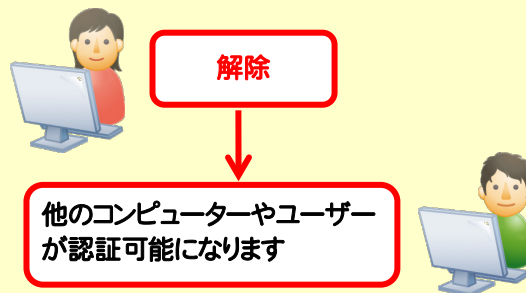 解除
他のコンピューターやユーザー
が認証可能になります